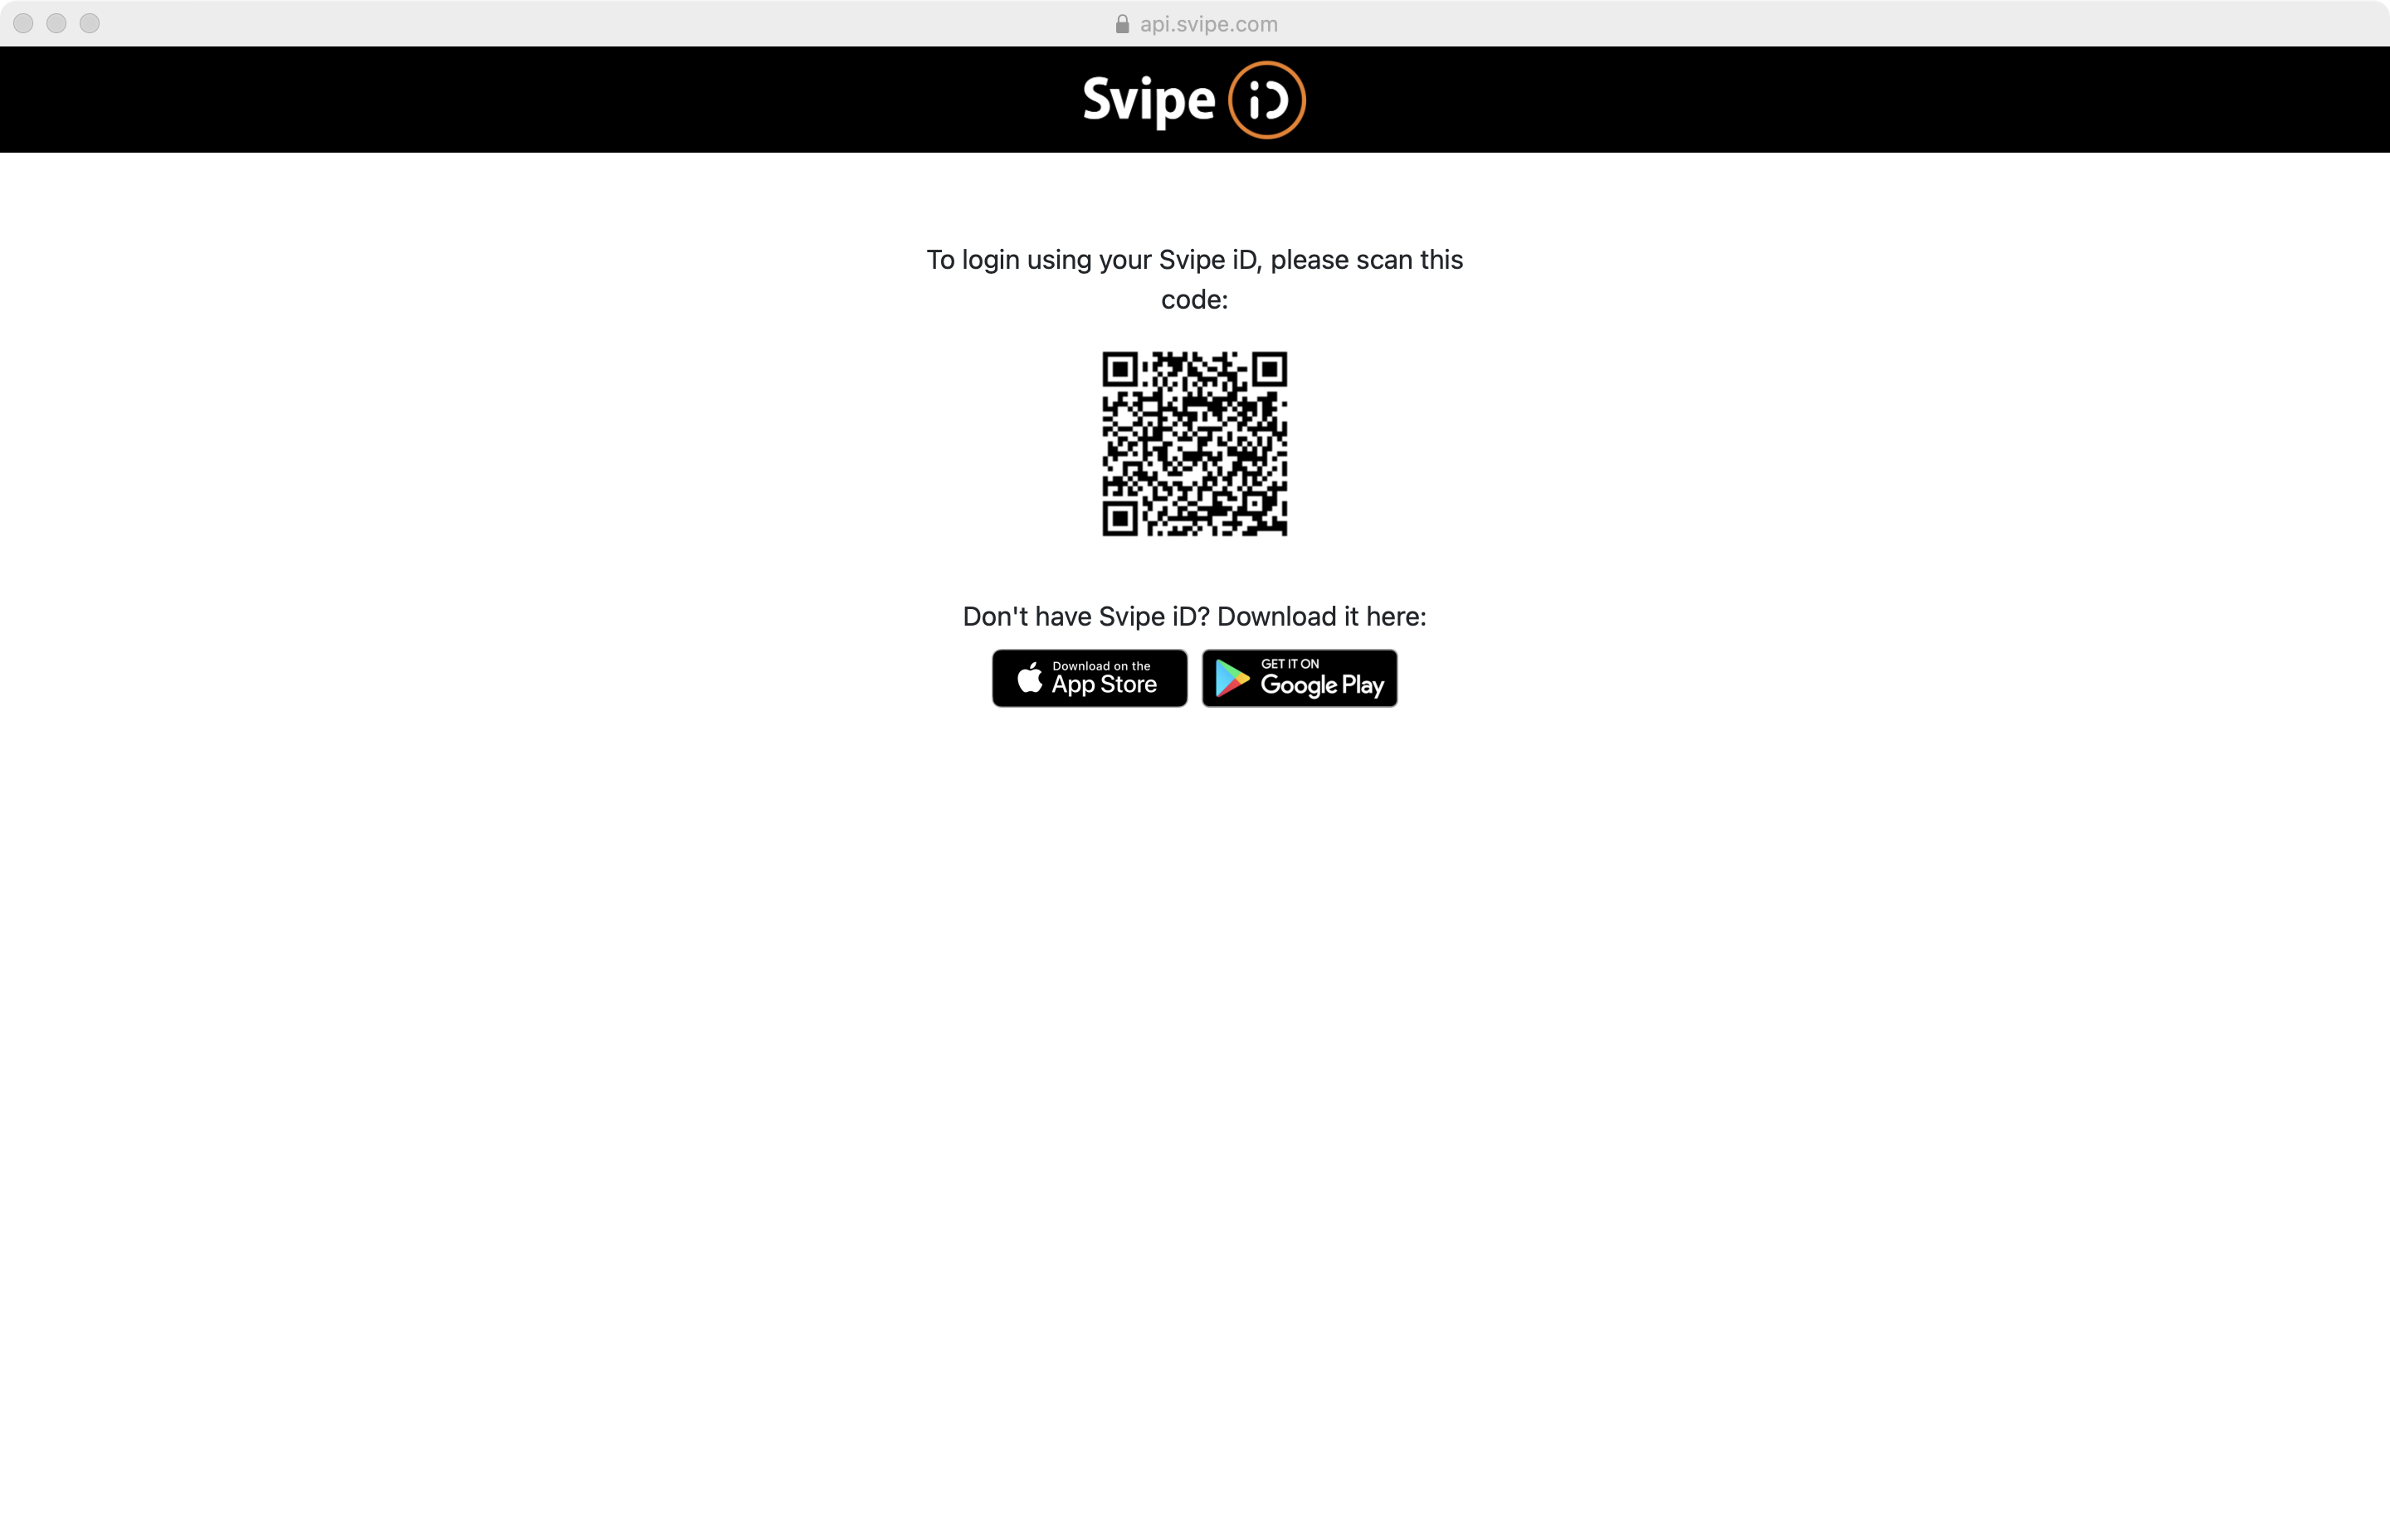 api.svipe.com
Svipe iD
To login using your Svipe iD, please scan this
code:
Don't have Svipe iD? Download it here:
Download on the
App Store
GET IT ON
Google Play